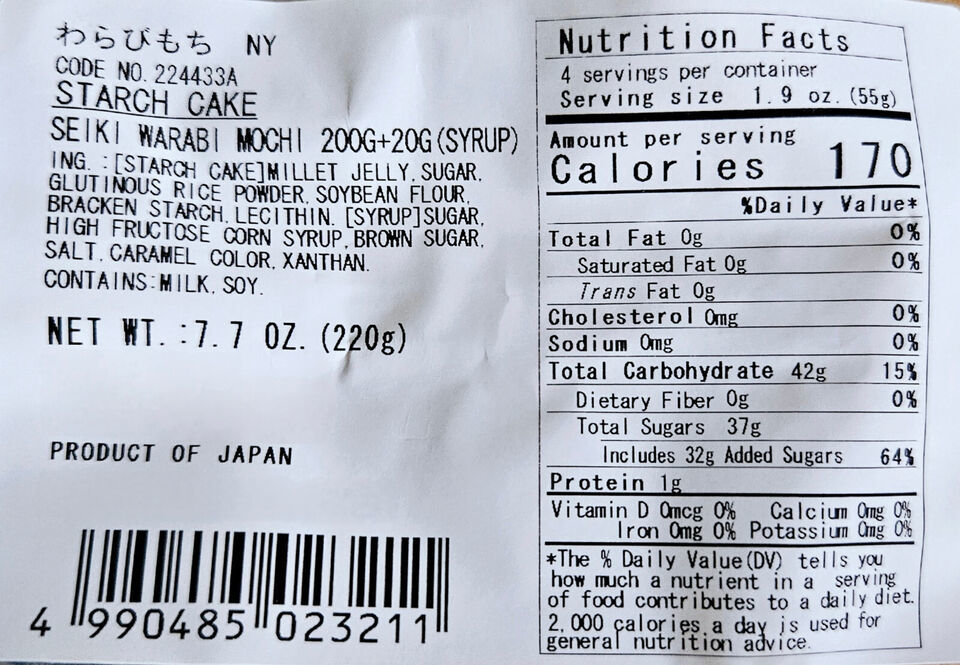 わらびもち NY
CODE NO. 224433A
STARCH CAKE
SEIKI WARABI MOCHI 200G+20G(SYRUP)
ING. :[STARCH CAKE]MILLET JELLY, SUGAR,
GLUTINOUS RICE POWDER, SOYBEAN FLOUR,
BRACKEN STARCH, LECITHIN. [SYRUP]SUGAR,
HIGH FRUCTOSE CORN SYRUP, BROWN SUGAR,
SALT, CARAMEL COLOR, XANTHAN.
CONTAINS:MILK, SOY.
NET WT. :7.7 OZ. (220g)
PRODUCT OF JAPAN
4 990485 023211
Nutrition Facts
4 servings per container
Serving size 1.9 oz. (55g)
Amount per serving
Calories 170
%Daily Value*
Total Fat 0g 0%
Saturated Fat 0g 0%
Trans Fat 0g
Cholesterol 0mg 0%
Sodium 0mg 0%
Total Carbohydrate 42g 15%
Dietary Fiber 0g 0%
Total Sugars 37g
Includes 32g Added Sugars 64%
Protein 1g
Vitamin D 0mcg 0% Calcium 0mg 0%
Iron 0mg 0% Potassium 0mg 0%
*The % Daily Value(DV) tells you
how much a nutrient in a serving
of food contributes to a daily diet.
2,000 calories a day is used for
general nutrition advice.